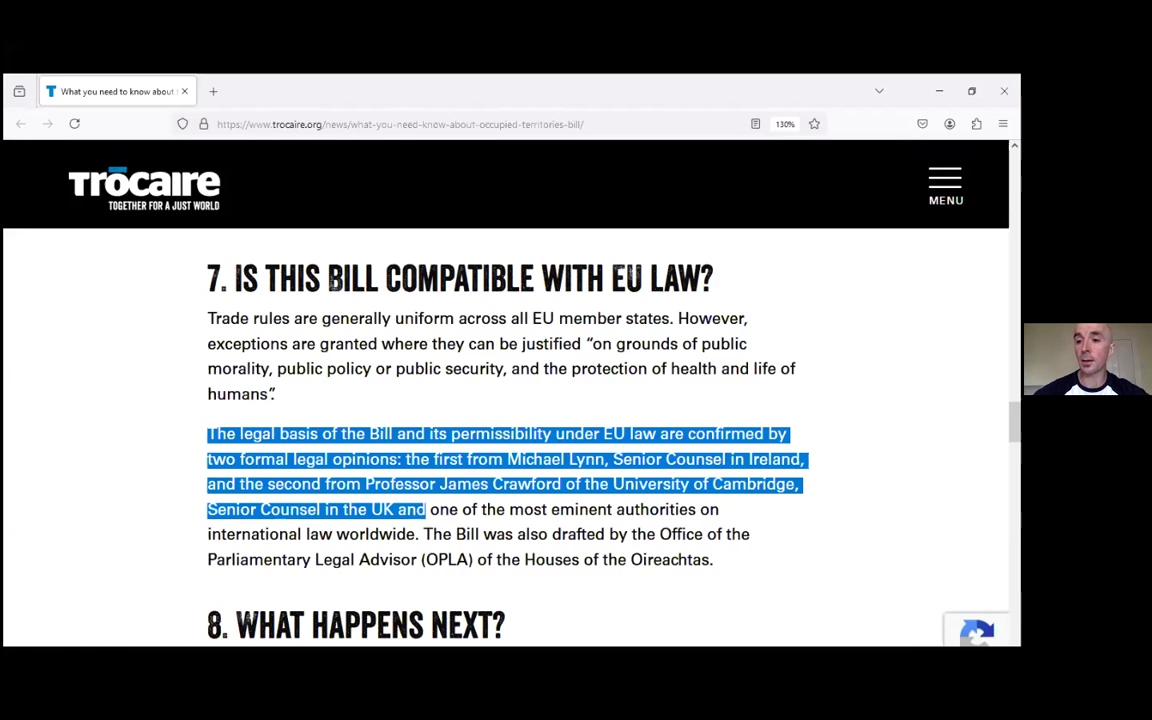 What you need to know about
https://www.trocaire.org/news/what-you-need-know-about-occupied-territories-bill/
130%
Trócaire
TOGETHER FOR A JUST WORLD
MENU
7. IS THIS BILL COMPATIBLE WITH EU LAW?
Trade rules are generally uniform across all EU member states. However,
exceptions are granted where they can be justified “on grounds of public
morality, public policy or public security, and the protection of health and life of
humans”.
The legal basis of the Bill and its permissibility under EU law are confirmed by
two formal legal opinions: the first from Michael Lynn, Senior Counsel in Ireland,
and the second from Professor James Crawford of the University of Cambridge,
Senior Counsel in the UK and one of the most eminent authorities on
international law worldwide. The Bill was also drafted by the Office of the
Parliamentary Legal Advisor (OPLA) of the Houses of the Oireachtas.
8. WHAT HAPPENS NEXT?